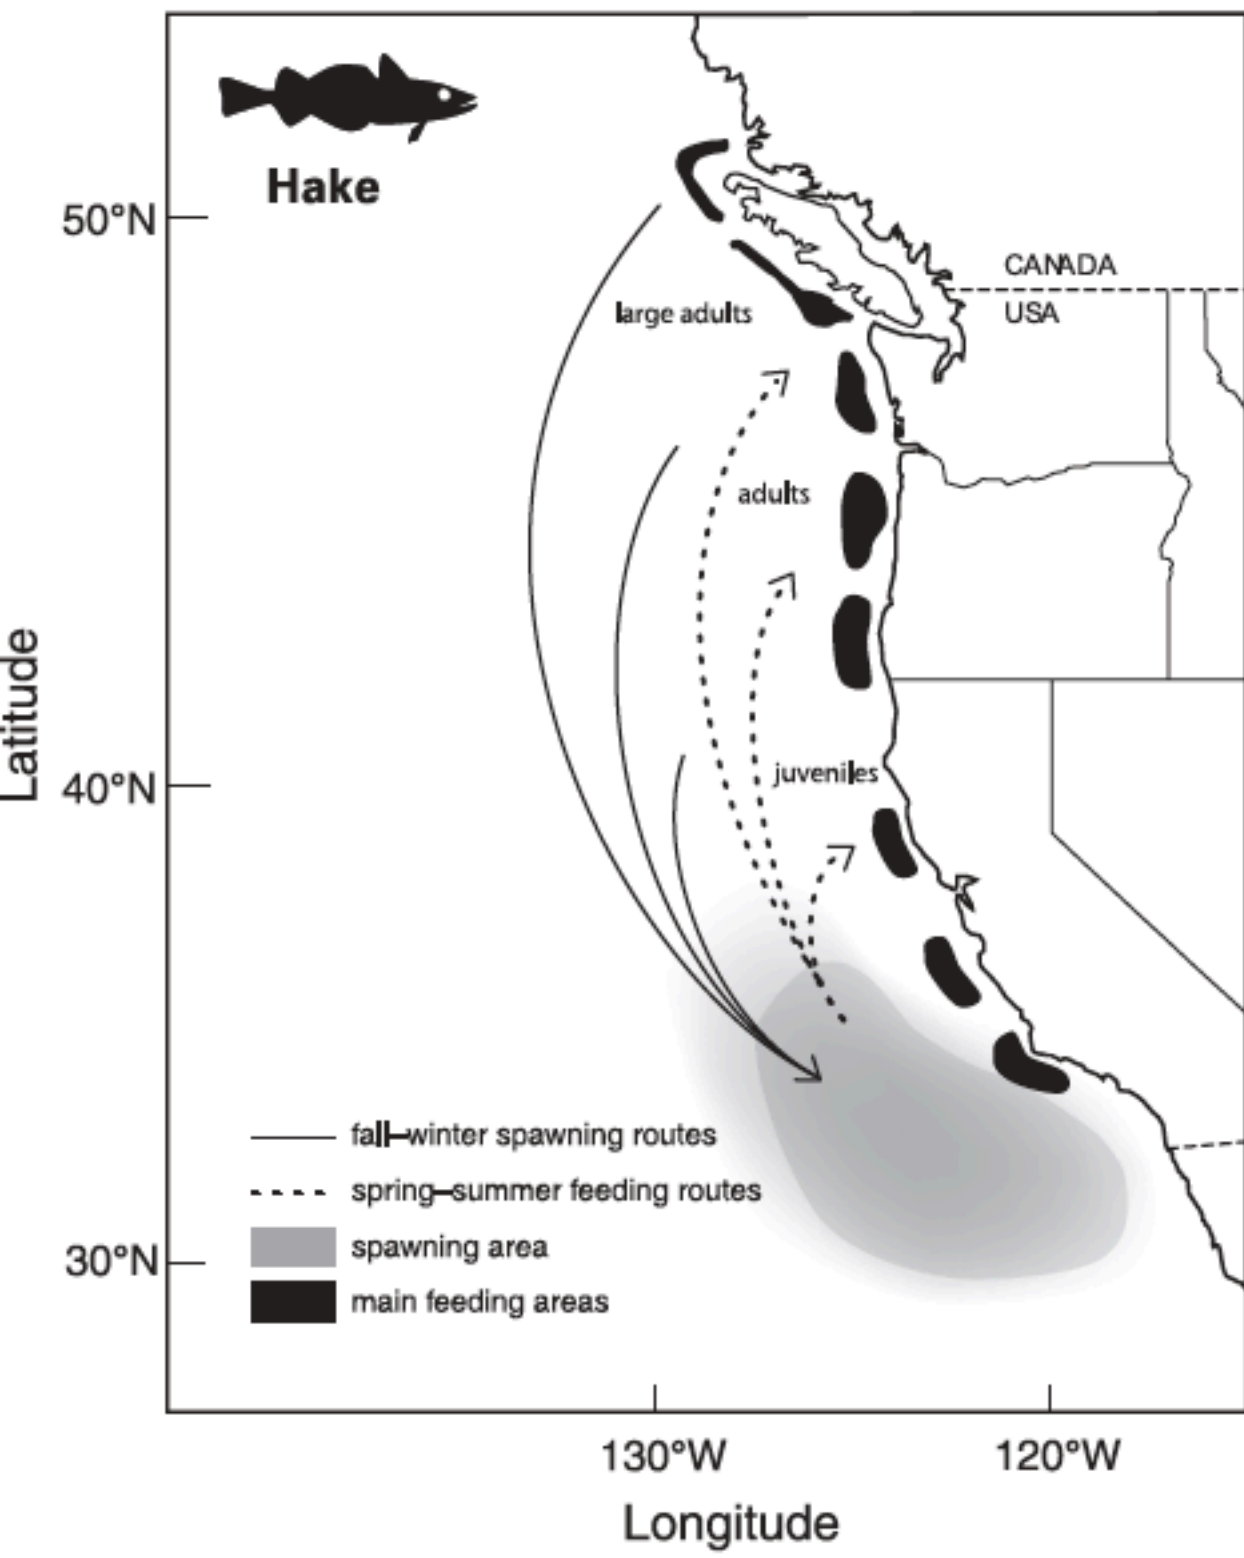 Hake
50°N
CANADA
USA
large adults
adults
Latitude
juveniles
40°N
fall–winter spawning routes
spring–summer feeding routes
spawning area
30°N
main feeding areas
130°W
120°W
Longitude